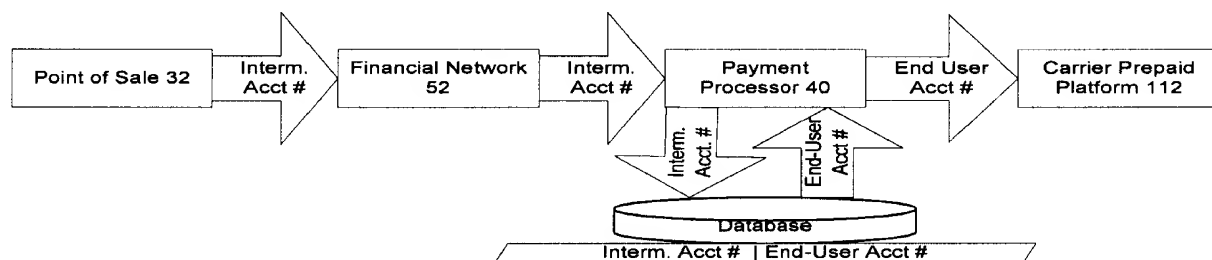 Point of Sale 32
Interm.
Acct #
Financial Network
52
Interm.
Acct #
Payment
Processor 40
End User
Acct #
Carrier Prepaid
Platform 112
Interm.
Acct. #
End-User
Acct #
Database
Interm. Acct # | End-User Acct #